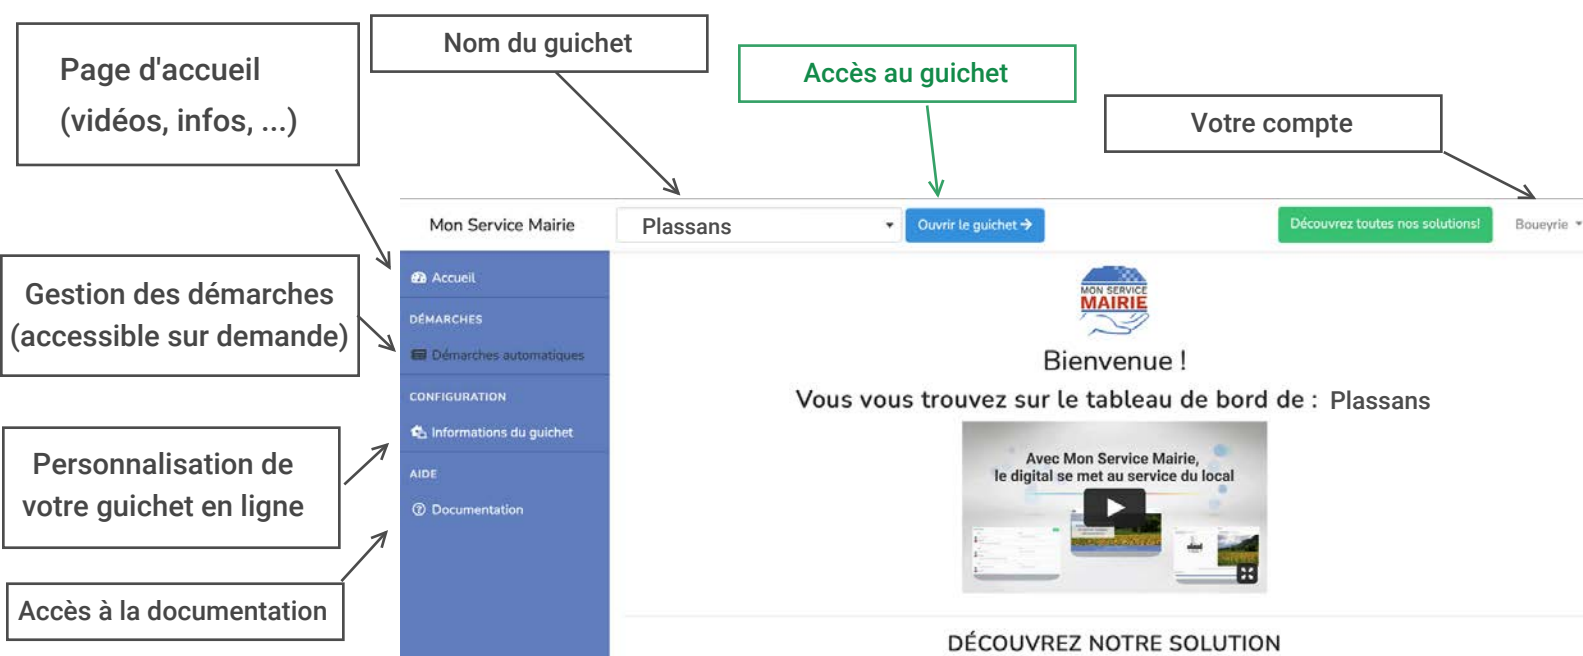 Page d'accueil
(vidéos, infos, ...)
Nom du guichet
Accès au guichet
Votre compte
Mon Service Mairie
Plassans
Ouvrir le guichet
Découvrez toutes nos solutions!
Boueyrie
Gestion des démarches
(accessible sur demande)
Personnalisation de
votre guichet en ligne
Accès à la documentation
Accueil
DÉMARCHES
Démarches automatiques
CONFIGURATION
Informations du guichet
AIDE
Documentation
MON SERVICE
MAIRIE
Bienvenue !
Vous vous trouvez sur le tableau de bord de : Plassans
Avec Mon Service Mairie,
le digital se met au service du local
DÉCOUVREZ NOTRE SOLUTION